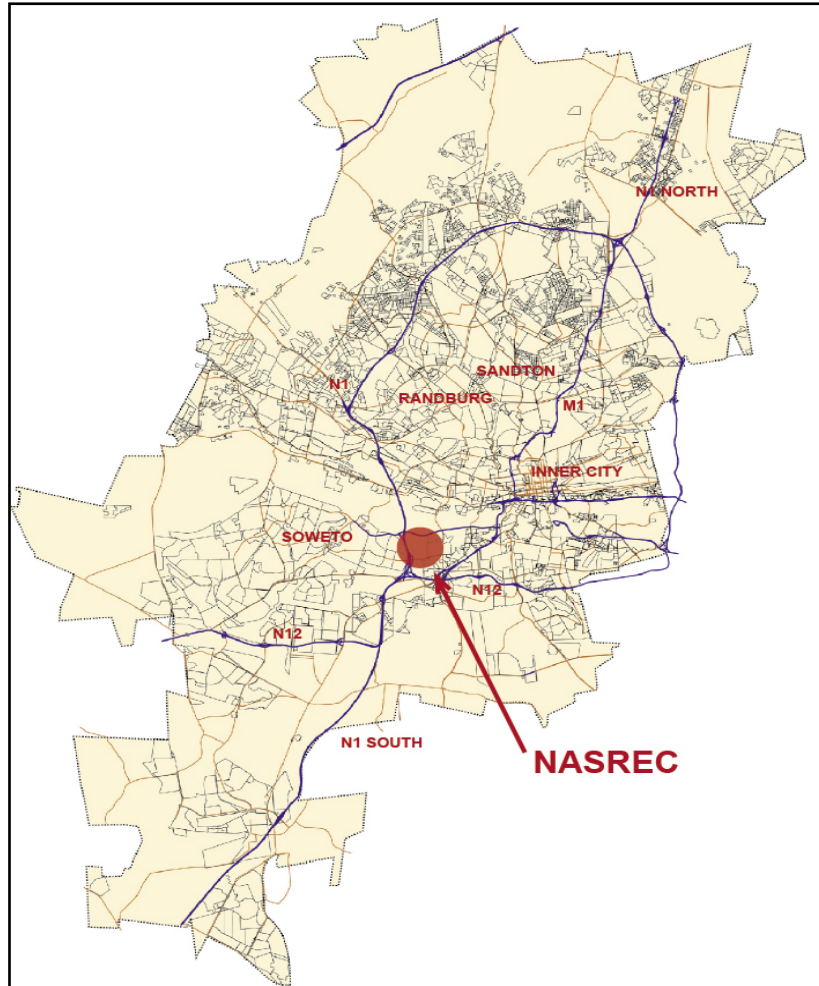 N1 NORTH
SANDTON
N1
RANDBURG
M1
INNER CITY
SOWETO
N12
N12
N1 SOUTH
NASREC